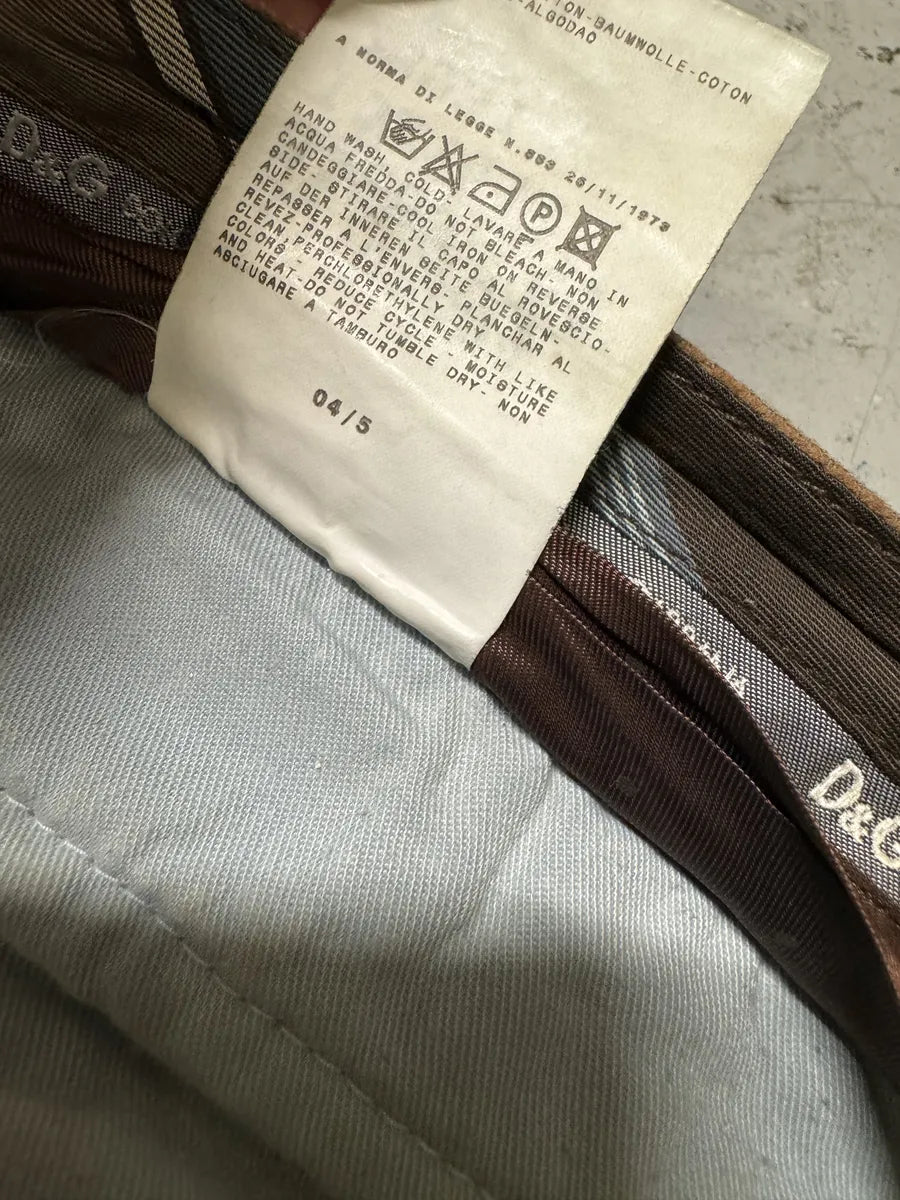 TON-BAUMWOLLE-COTON
-ALGODAO
A NORMA DI LEGGE N.883 26/11/1973
P
HAND WASH COLD. LAVARE A MANO IN
ACQUA FREDDA-DO NOT BLEACH- NON
CANDEGGIARE-COOL IRON ON REVERSE
SIDE- STIRARE IL CAPO AL ROVESCIO-
AUF DER INNEREN SEITE BUEGELN-
REPASSER A L'ENVERS- PLANCHAR AL
REVEZ-PROFESSIONALLY DRY
CLEAN PERCHLORETHYLENE WITH LIKE
COLORS. REDUCE CYCLE - MOISTURE
AND HEAT-DO NOT TUMBLE DRY- NON
ASCIUGARE A TAMBURO
04/5
D&G
D&G